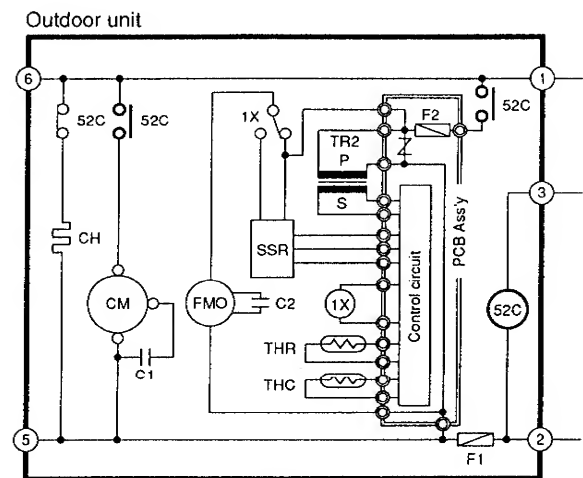 Outdoor unit
6
1
52C
52C
1X
F2
52C
TR2
P
S
3
CH
SSR
PCB Ass'y
Control circuit
CM
FMO
C2
1X
52C
THR
C1
THC
5
F1
2